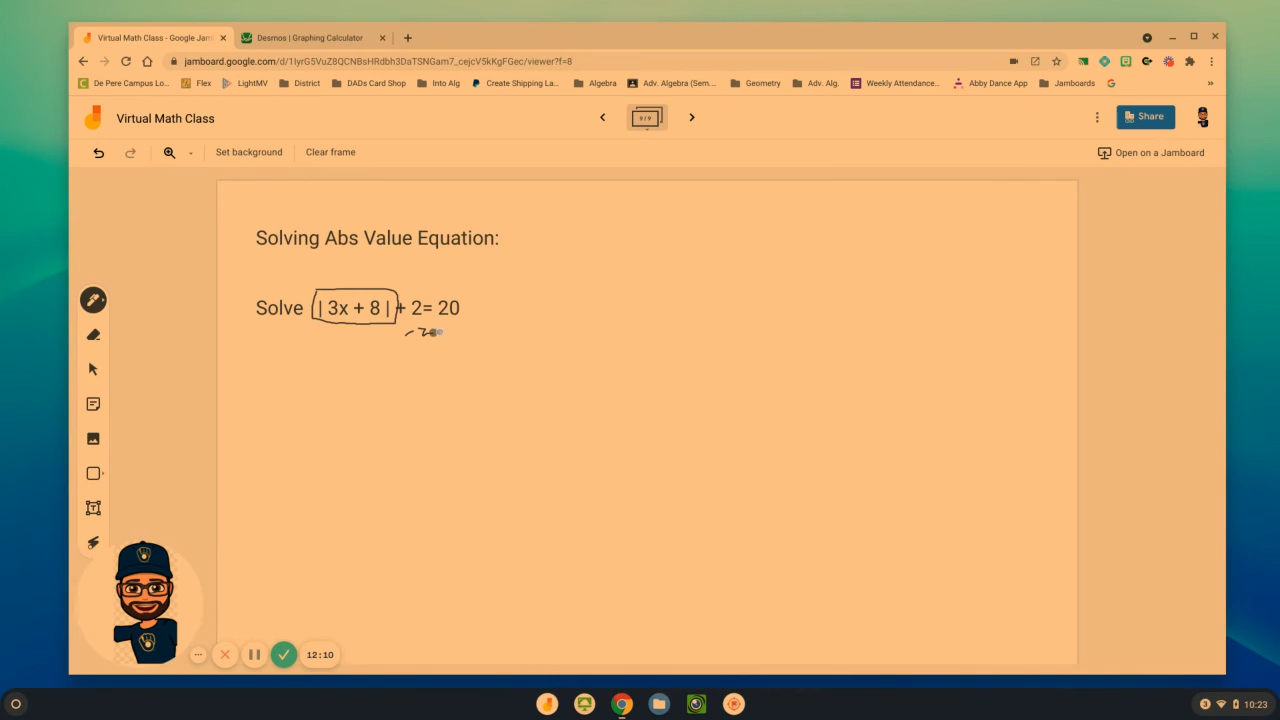 Virtual Math Class - Google Jam
Desmos | Graphing Calculator
jamboard.google.com/d/1IyrG5VuZ8QCNBsHRdbh3DaTSNGam7_cejcV5kKgFGec/viewer?f=8
De Pere Campus Lo... Flex LightMV District DADs Card Shop Into Alg Create Shipping La... Algebra Adv. Algebra (Sem... Geometry Adv. Alg. Weekly Attendance... Abby Dance App Jamboards
Virtual Math Class
9 / 9
Share
Set background Clear frame
Open on a Jamboard
Solving Abs Value Equation:
Solve | 3x + 8 | + 2= 20
12:10
10:23